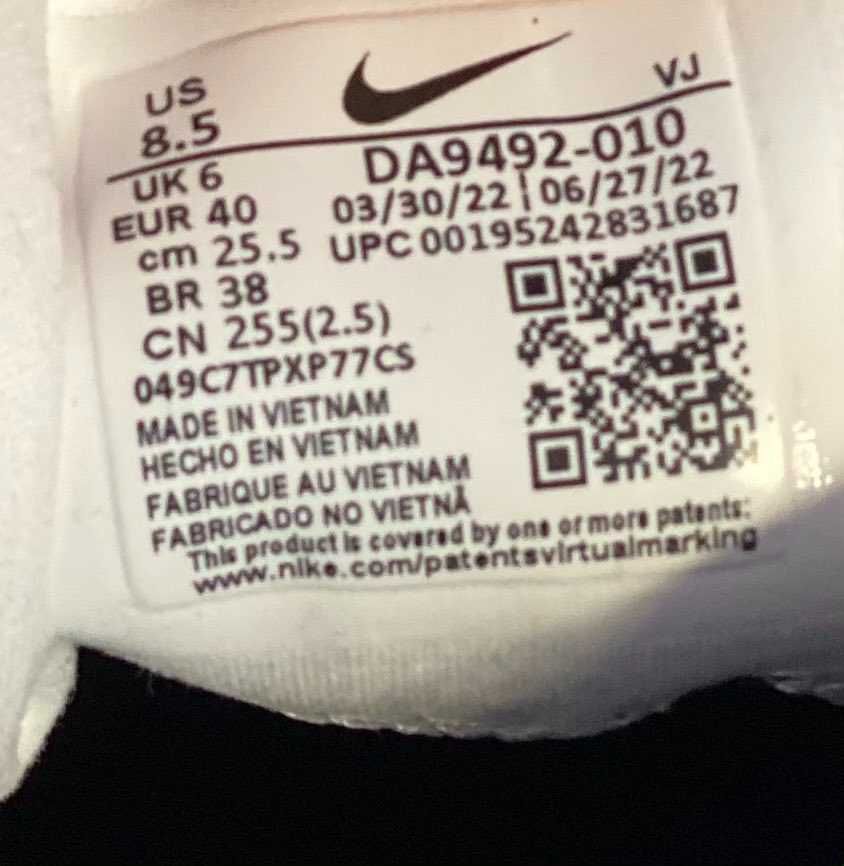 US
8.5
UK 6
EUR 40
cm 25.5
BR 38
CN 255(2.5)
VJ
DA9492-010
03/30/22 | 06/27/22
UPC 00195242831687
049C7TPXP77CS
MADE IN VIETNAM
HECHO EN VIETNAM
FABRIQUE AU VIETNAM
FABRICADO NO VIETNÃ
This product is covered by one or more patents:
www.nike.com/patentsvirtualmarking